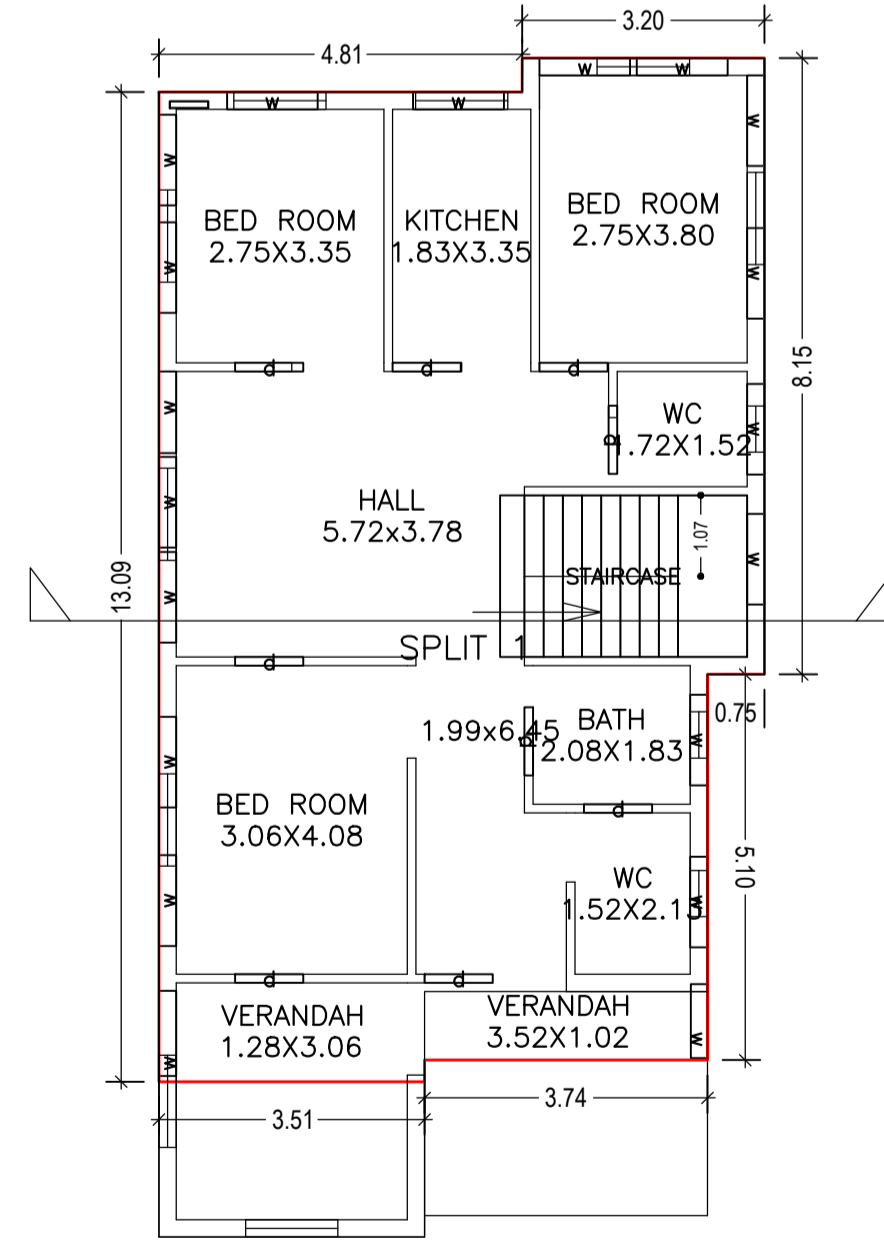 3.20
4.81
W W
W W
W
BED ROOM
2.75X3.35
KITCHEN
1.83X3.35
BED ROOM
2.75X3.80
W
W
W
8.15
d d d
W
WC
1.72X1.52
W
d
HALL
5.72x3.78
W
1.07
W
13.09
STAIRCASE
W
SPLIT 1
d
0.75
1.99x6.45
d
BATH
2.08X1.83
W
W
BED ROOM
3.06X4.08
d
5.10
WC
1.52X2.13
W
W
d d
VERANDAH
1.28X3.06
VERANDAH
3.52X1.02
W
W
3.51
3.74